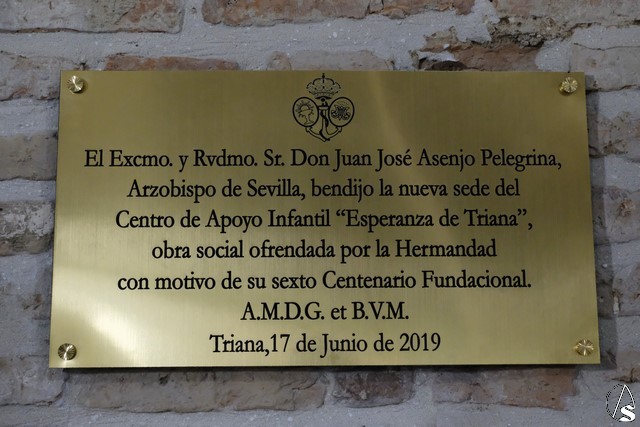 El Excmo. y Rvdmo. Sr. Don Juan José Asenjo Pelegrina,
Arzobispo de Sevilla, bendijo la nueva sede del
Centro de Apoyo Infantil “Esperanza de Triana”,
obra social ofrendada por la Hermandad
con motivo de su sexto Centenario Fundacional.
A.M.D.G. et B.V.M.
Triana,17 de Junio de 2019